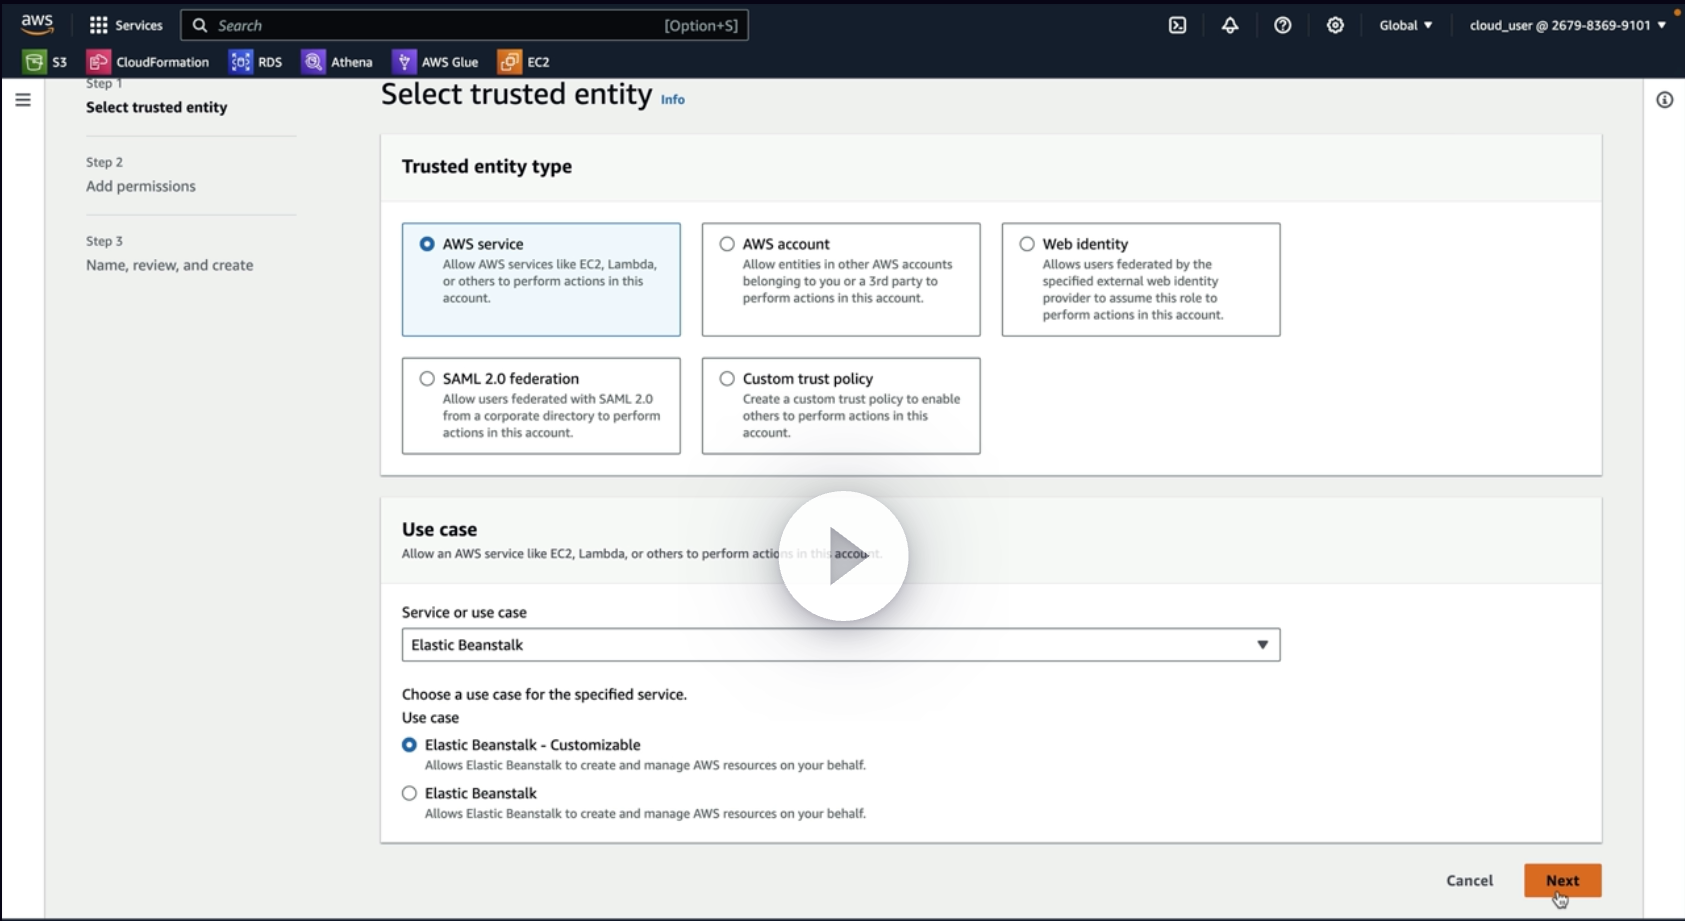 aws
Services
Search
[Option+S]
Global
cloud_user @ 2679-8369-9101
S3
CloudFormation
RDS
Athena
AWS Glue
EC2
Step 1
Select trusted entity
Step 2
Add permissions
Step 3
Name, review, and create
Select trusted entity Info
Trusted entity type
AWS service
Allow AWS services like EC2, Lambda,
or others to perform actions in this
account.
AWS account
Allow entities in other AWS accounts
belonging to you or a 3rd party to
perform actions in this account.
Web identity
Allows users federated by the
specified external web identity
provider to assume this role to
perform actions in this account.
SAML 2.0 federation
Allow users federated with SAML 2.0
from a corporate directory to perform
actions in this account.
Custom trust policy
Create a custom trust policy to enable
others to perform actions in this
account.
Use case
Allow an AWS service like EC2, Lambda, or others to perform actions in this account.
Service or use case
Elastic Beanstalk
Choose a use case for the specified service.
Use case
Elastic Beanstalk - Customizable
Allows Elastic Beanstalk to create and manage AWS resources on your behalf.
Elastic Beanstalk
Allows Elastic Beanstalk to create and manage AWS resources on your behalf.
Cancel
Next